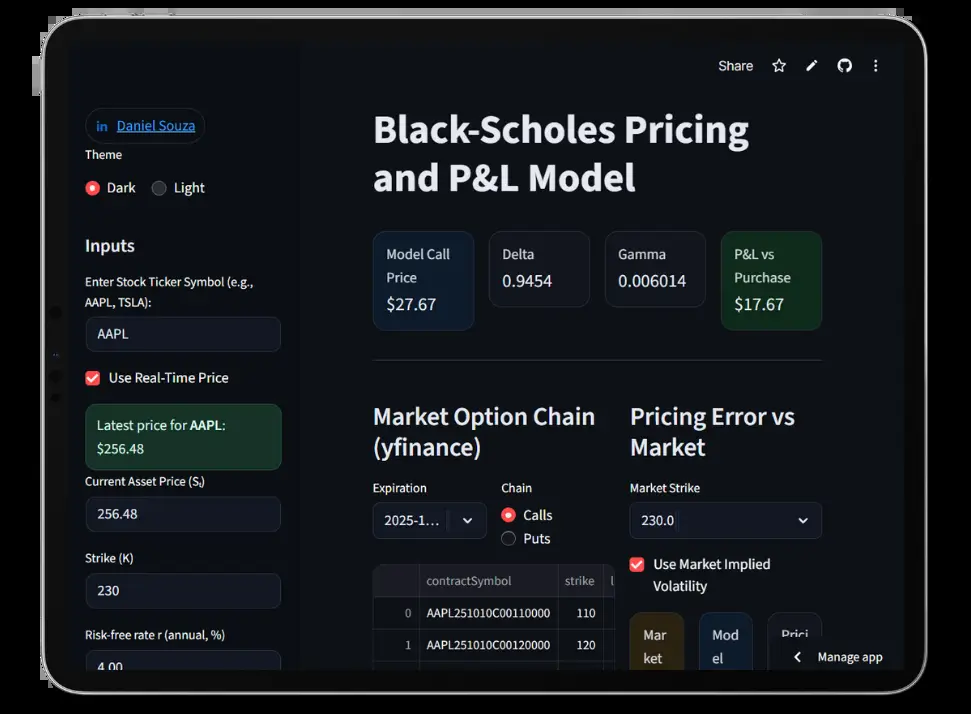 Share
in Daniel Souza
Theme
Dark Light
Inputs
Enter Stock Ticker Symbol (e.g.,
AAPL, TSLA):
AAPL
Use Real-Time Price
Latest price for AAPL:
$256.48
Current Asset Price (Sₜ)
256.48
Strike (K)
230
Risk-free rate r (annual, %)
4.00
Black-Scholes Pricing
and P&L Model
Model Call
Price
$27.67
Delta
0.9454
Gamma
0.006014
P&L vs
Purchase
$17.67
Market Option Chain
(yfinance)
Expiration
2025-1...
Chain
Calls
Puts
contractSymbol strike l
0 AAPL251010C00110000 110
1 AAPL251010C00120000 120
Pricing Error vs
Market
Market Strike
230.0
Use Market Implied
Volatility
Mar
ket
Mod
el
Prici
Manage app